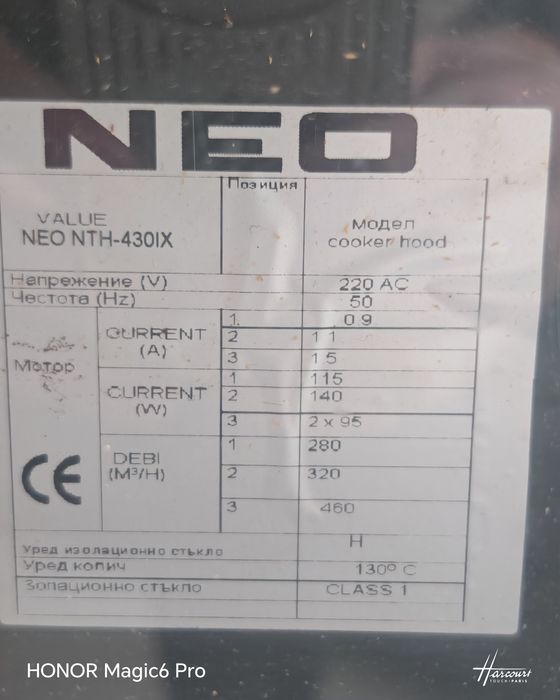 NEO
Позиция
VALUE
NEO NTH-430IX
Модел
cooker hood
Напрежение (V) 220 AC
Честота (Hz) 50
Мотор
CURRENT
(A)
1 0.9
2 1 1
3 1 5
CURRENT
(W)
1 115
2 140
3 2 x 95
DEBI
(M³/H)
1 280
2 320
3 460
CE
Уред изолационно стъкло H
Уред копич 130° C
Зопационно стъкло CLASS 1
HONOR Magic6 Pro
Harcourt
TOUCH PARIS